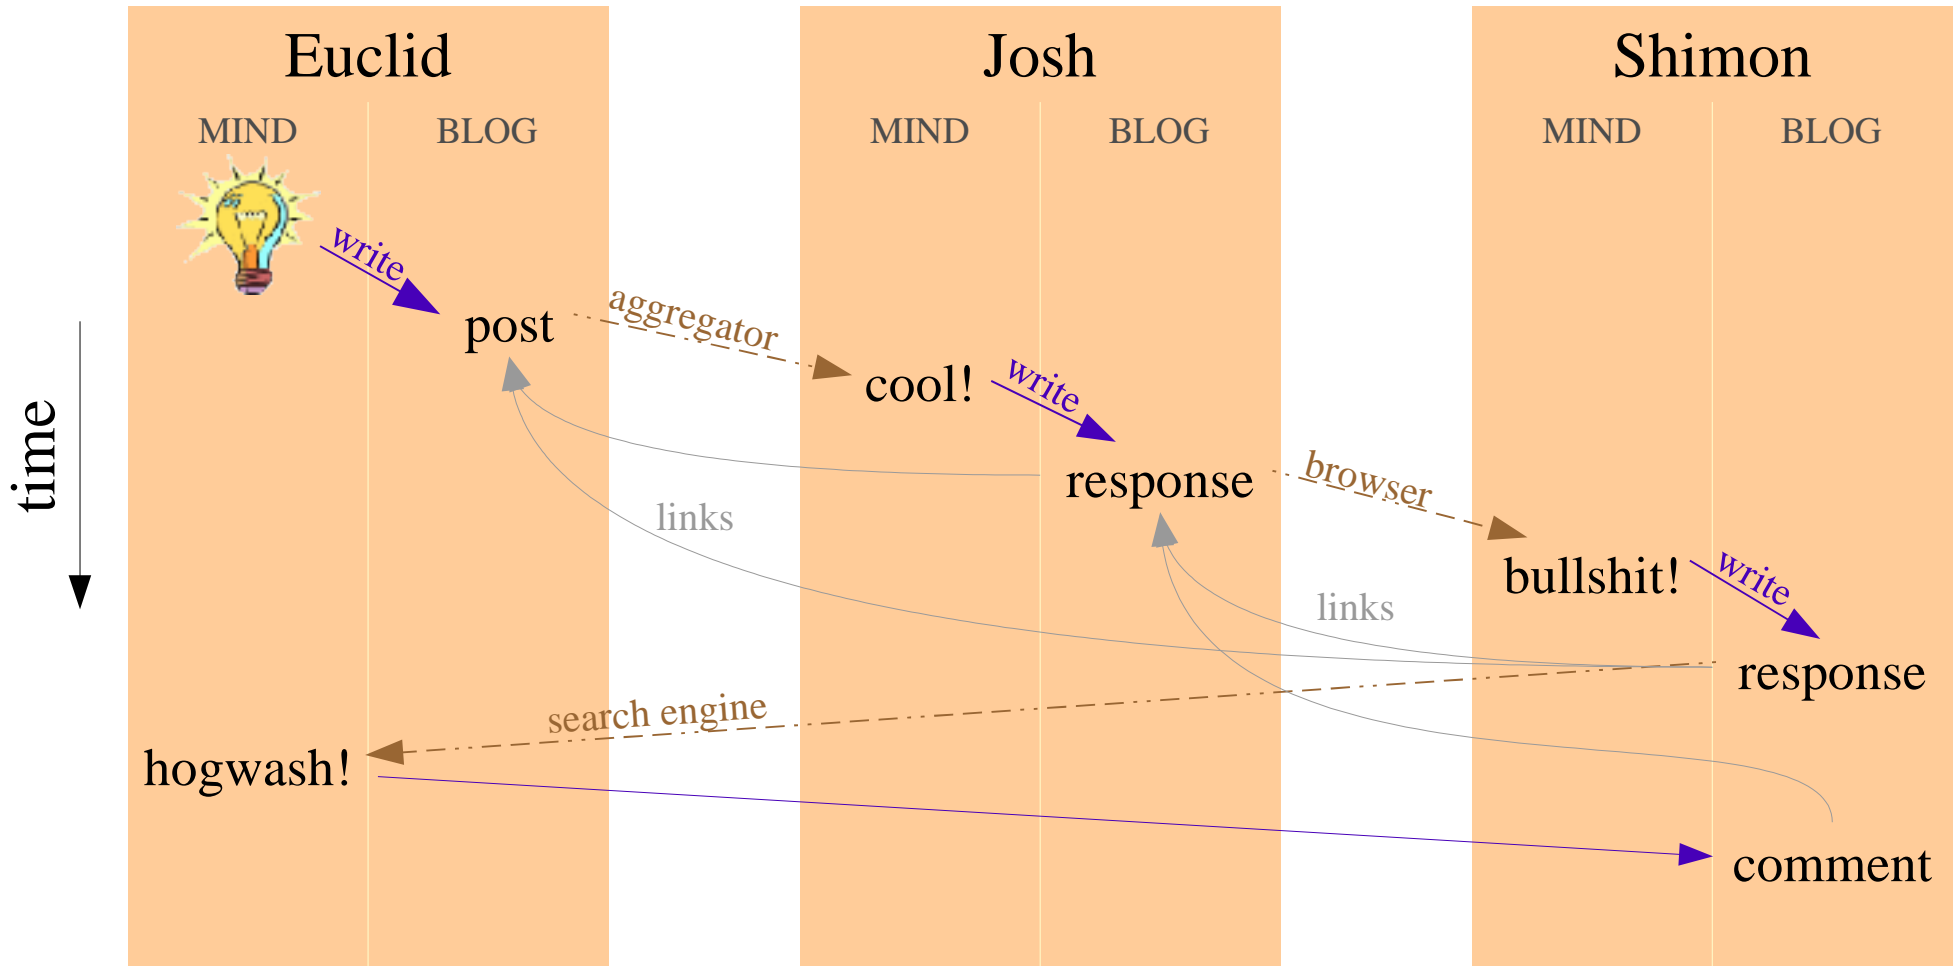 Euclid
Josh
Shimon
MIND
BLOG
MIND
BLOG
MIND
BLOG
write
post
aggregator
cool!
write
response
browser
bullshit!
write
response
links
links
search engine
hogwash!
comment
time